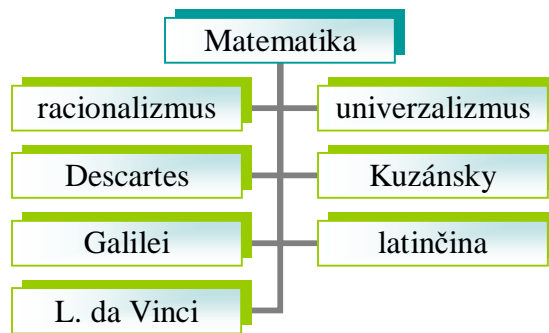 Matematika
racionalizmus
univerzalizmus
Descartes
Kuzánsky
Galilei
latinčina
L. da Vinci